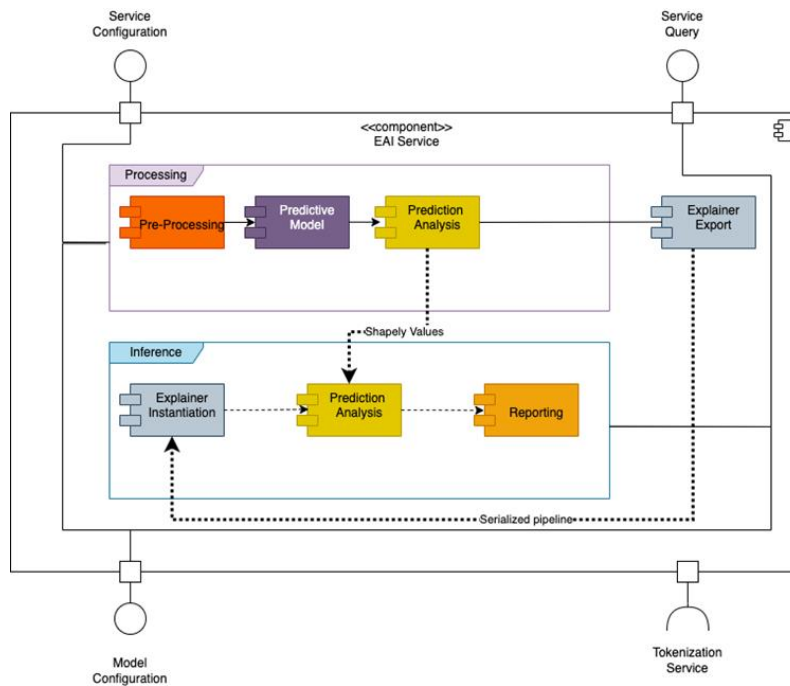 Service
Configuration
Service
Query
<<component>>
EAI Service
Processing
Pre-Processing
Predictive
Model
Prediction
Analysis
Explainer
Export
Shapely Values
Inference
Explainer
Instantiation
Prediction
Analysis
Reporting
Serialized pipeline
Model
Configuration
Tokenization
Service